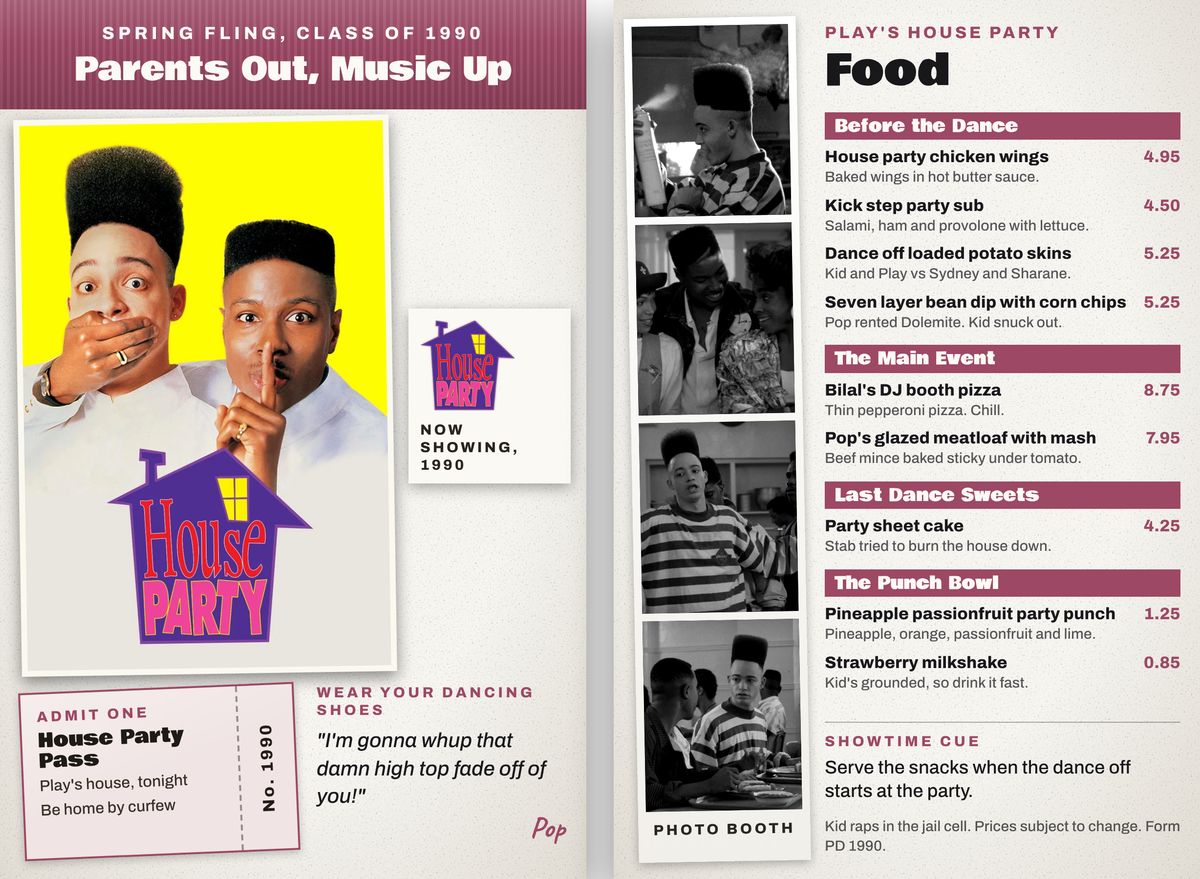 SPRING FLING, CLASS OF 1990
Parents Out, Music Up
House
PARTY
House
PARTY
NOW
SHOWING,
1990
ADMIT ONE
House Party
Pass
Play's house, tonight
Be home by curfew
No. 1990
WEAR YOUR DANCING
SHOES
"I'm gonna whup that
damn high top fade off of
you!"
Pop
PHOTO BOOTH
PLAY'S HOUSE PARTY
Food
Before the Dance
House party chicken wings 4.95
Baked wings in hot butter sauce.
Kick step party sub 4.50
Salami, ham and provolone with lettuce.
Dance off loaded potato skins 5.25
Kid and Play vs Sydney and Sharane.
Seven layer bean dip with corn chips 5.25
Pop rented Dolemite. Kid snuck out.
The Main Event
Bilal's DJ booth pizza 8.75
Thin pepperoni pizza. Chill.
Pop's glazed meatloaf with mash 7.95
Beef mince baked sticky under tomato.
Last Dance Sweets
Party sheet cake 4.25
Stab tried to burn the house down.
The Punch Bowl
Pineapple passionfruit party punch 1.25
Pineapple, orange, passionfruit and lime.
Strawberry milkshake 0.85
Kid's grounded, so drink it fast.
SHOWTIME CUE
Serve the snacks when the dance off
starts at the party.
Kid raps in the jail cell. Prices subject to change. Form
PD 1990.